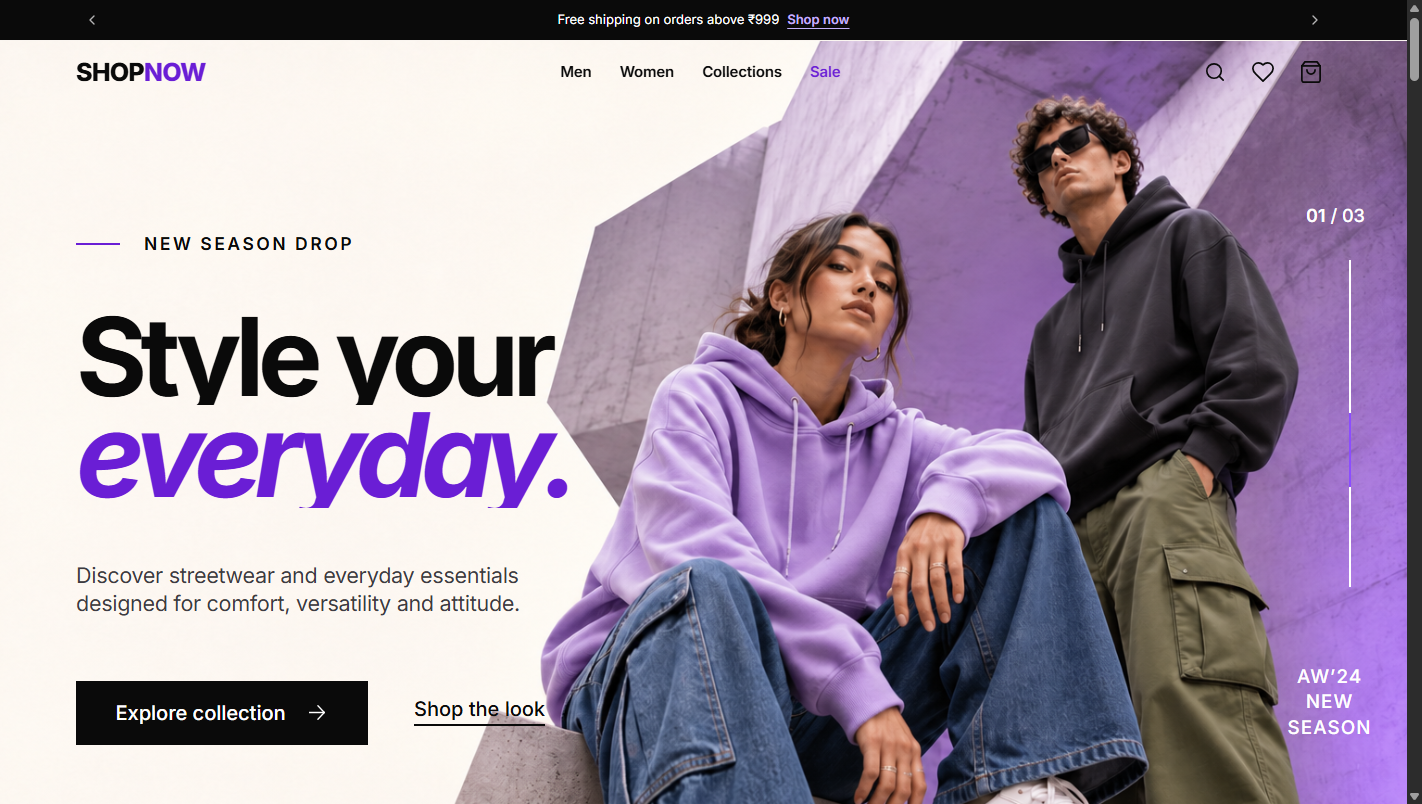 Free shipping on orders above ₹999 Shop now
SHOPNOW
Men Women Collections Sale
01 / 03
NEW SEASON DROP
Style your
everyday.
Discover streetwear and everyday essentials
designed for comfort, versatility and attitude.
Explore collection →
Shop the look
AW'24
NEW
SEASON